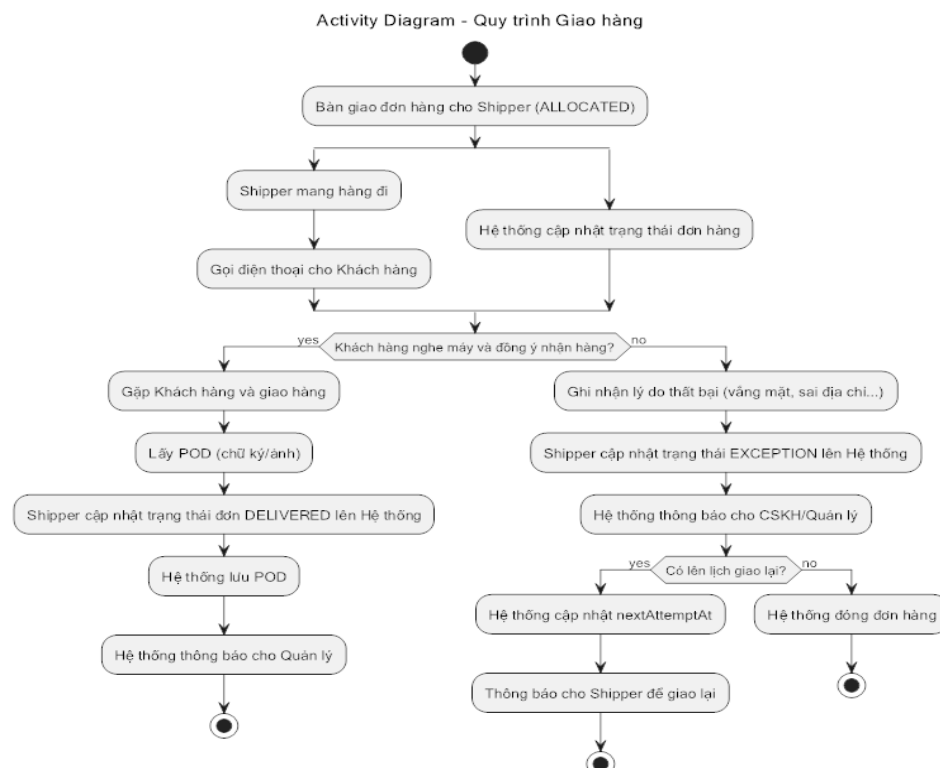 Activity Diagram - Quy trình Giao hàng
Bàn giao đơn hàng cho Shipper (ALLOCATED)
Shipper mang hàng đi
Hệ thống cập nhật trạng thái đơn hàng
Gọi điện thoại cho Khách hàng
yes
Khách hàng nghe máy và đồng ý nhận hàng?
no
Gặp Khách hàng và giao hàng
Ghi nhận lý do thất bại (vắng mặt, sai địa chỉ...)
Lấy POD (chữ ký/ảnh)
Shipper cập nhật trạng thái EXCEPTION lên Hệ thống
Shipper cập nhật trạng thái đơn DELIVERED lên Hệ thống
Hệ thống thông báo cho CSKH/Quản lý
Hệ thống lưu POD
yes
Có lên lịch giao lại?
no
Hệ thống cập nhật nextAttemptAt
Hệ thống đóng đơn hàng
Hệ thống thông báo cho Quản lý
Thông báo cho Shipper để giao lại